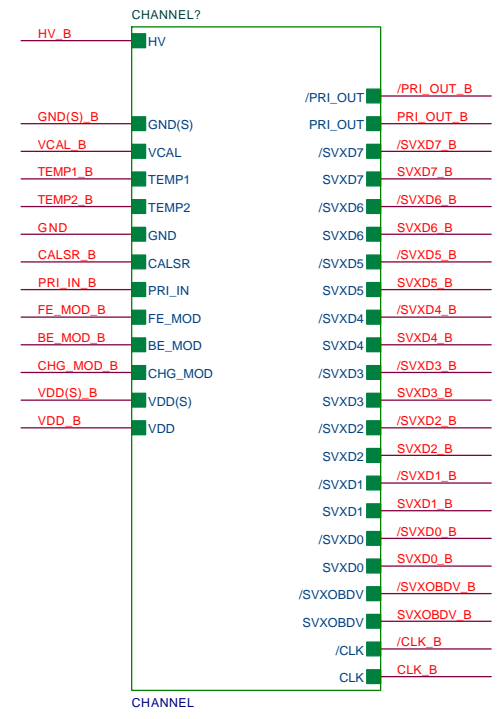 CHANNEL?
HV_B HV
/PRI_OUT /PRI_OUT_B
GND(S)_B GND(S) PRI_OUT PRI_OUT_B
VCAL_B VCAL /SVXD7 /SVXD7_B
TEMP1_B TEMP1 SVXD7 SVXD7_B
TEMP2_B TEMP2 /SVXD6 /SVXD6_B
GND GND SVXD6 SVXD6_B
CALSR_B CALSR /SVXD5 /SVXD5_B
PRI_IN_B PRI_IN SVXD5 SVXD5_B
FE_MOD_B FE_MOD /SVXD4 /SVXD4_B
BE_MOD_B BE_MOD SVXD4 SVXD4_B
CHG_MOD_B CHG_MOD /SVXD3 /SVXD3_B
VDD(S)_B VDD(S) SVXD3 SVXD3_B
VDD_B VDD /SVXD2 /SVXD2_B
SVXD2 SVXD2_B
/SVXD1 /SVXD1_B
SVXD1 SVXD1_B
/SVXD0 /SVXD0_B
SVXD0 SVXD0_B
/SVXOBDV /SVXOBDV_B
SVXOBDV SVXOBDV_B
/CLK /CLK_B
CLK CLK_B
CHANNEL